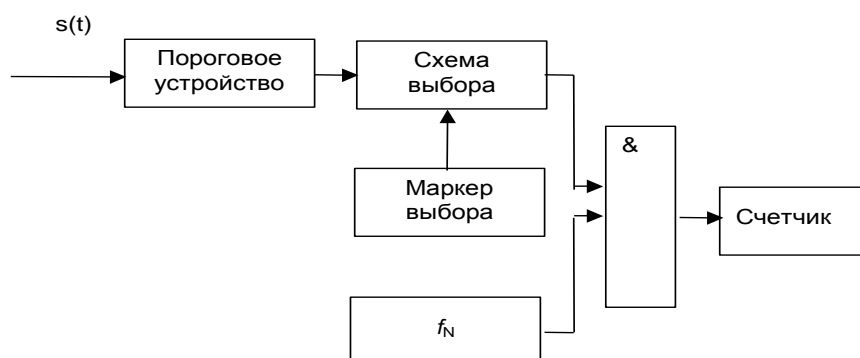 s(t)
Пороговое
устройство
Схема
выбора
&
Маркер
выбора
Счетчик
fN